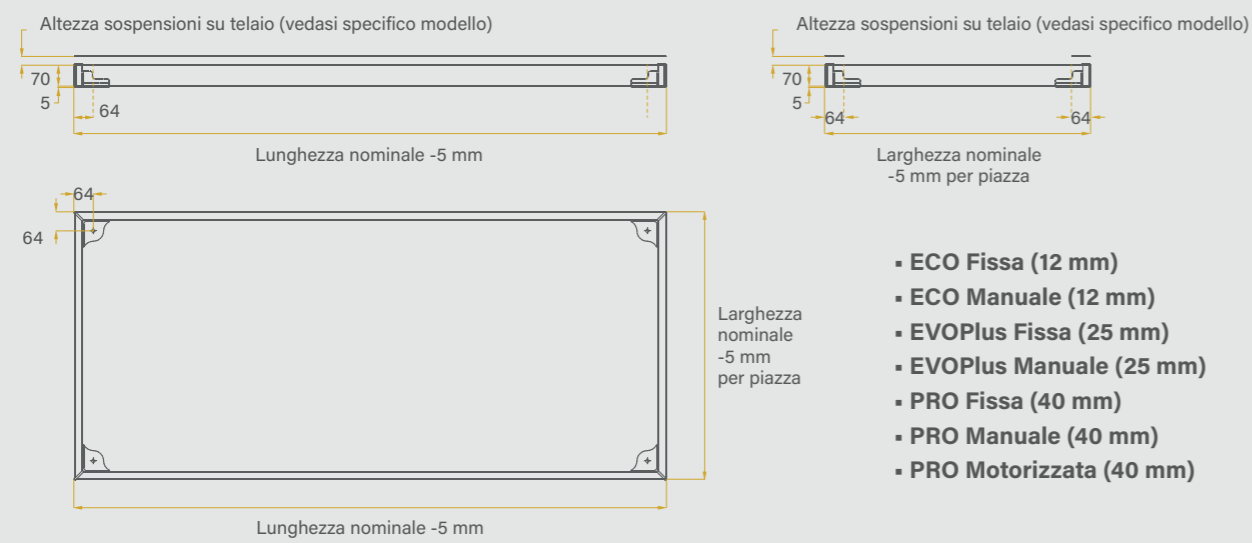 Altezza sospensioni su telaio (vedasi specifico modello)
70
5
64
Lunghezza nominale -5 mm
Altezza sospensioni su telaio (vedasi specifico modello)
70
5
64
64
Larghezza nominale
-5 mm per piazza
64
64
Larghezza
nominale
-5 mm
per piazza
Lunghezza nominale -5 mm
▪ ECO Fissa (12 mm)
▪ ECO Manuale (12 mm)
▪ EVOPlus Fissa (25 mm)
▪ EVOPlus Manuale (25 mm)
▪ PRO Fissa (40 mm)
▪ PRO Manuale (40 mm)
▪ PRO Motorizzata (40 mm)